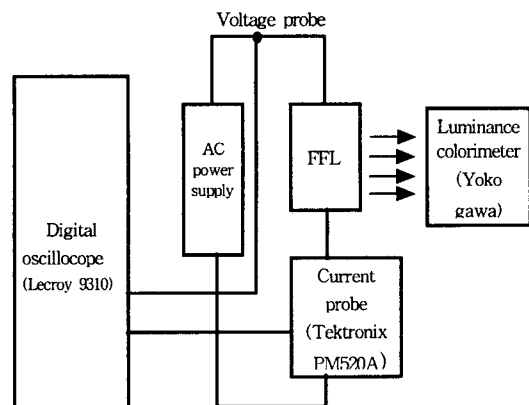 Voltage probe
AC
power
supply
FFL
Luminance
colorimeter
(Yoko
gawa)
Digital
oscillocope
(Lecroy 9310)
Current
probe
(Tektronix
PM520A)